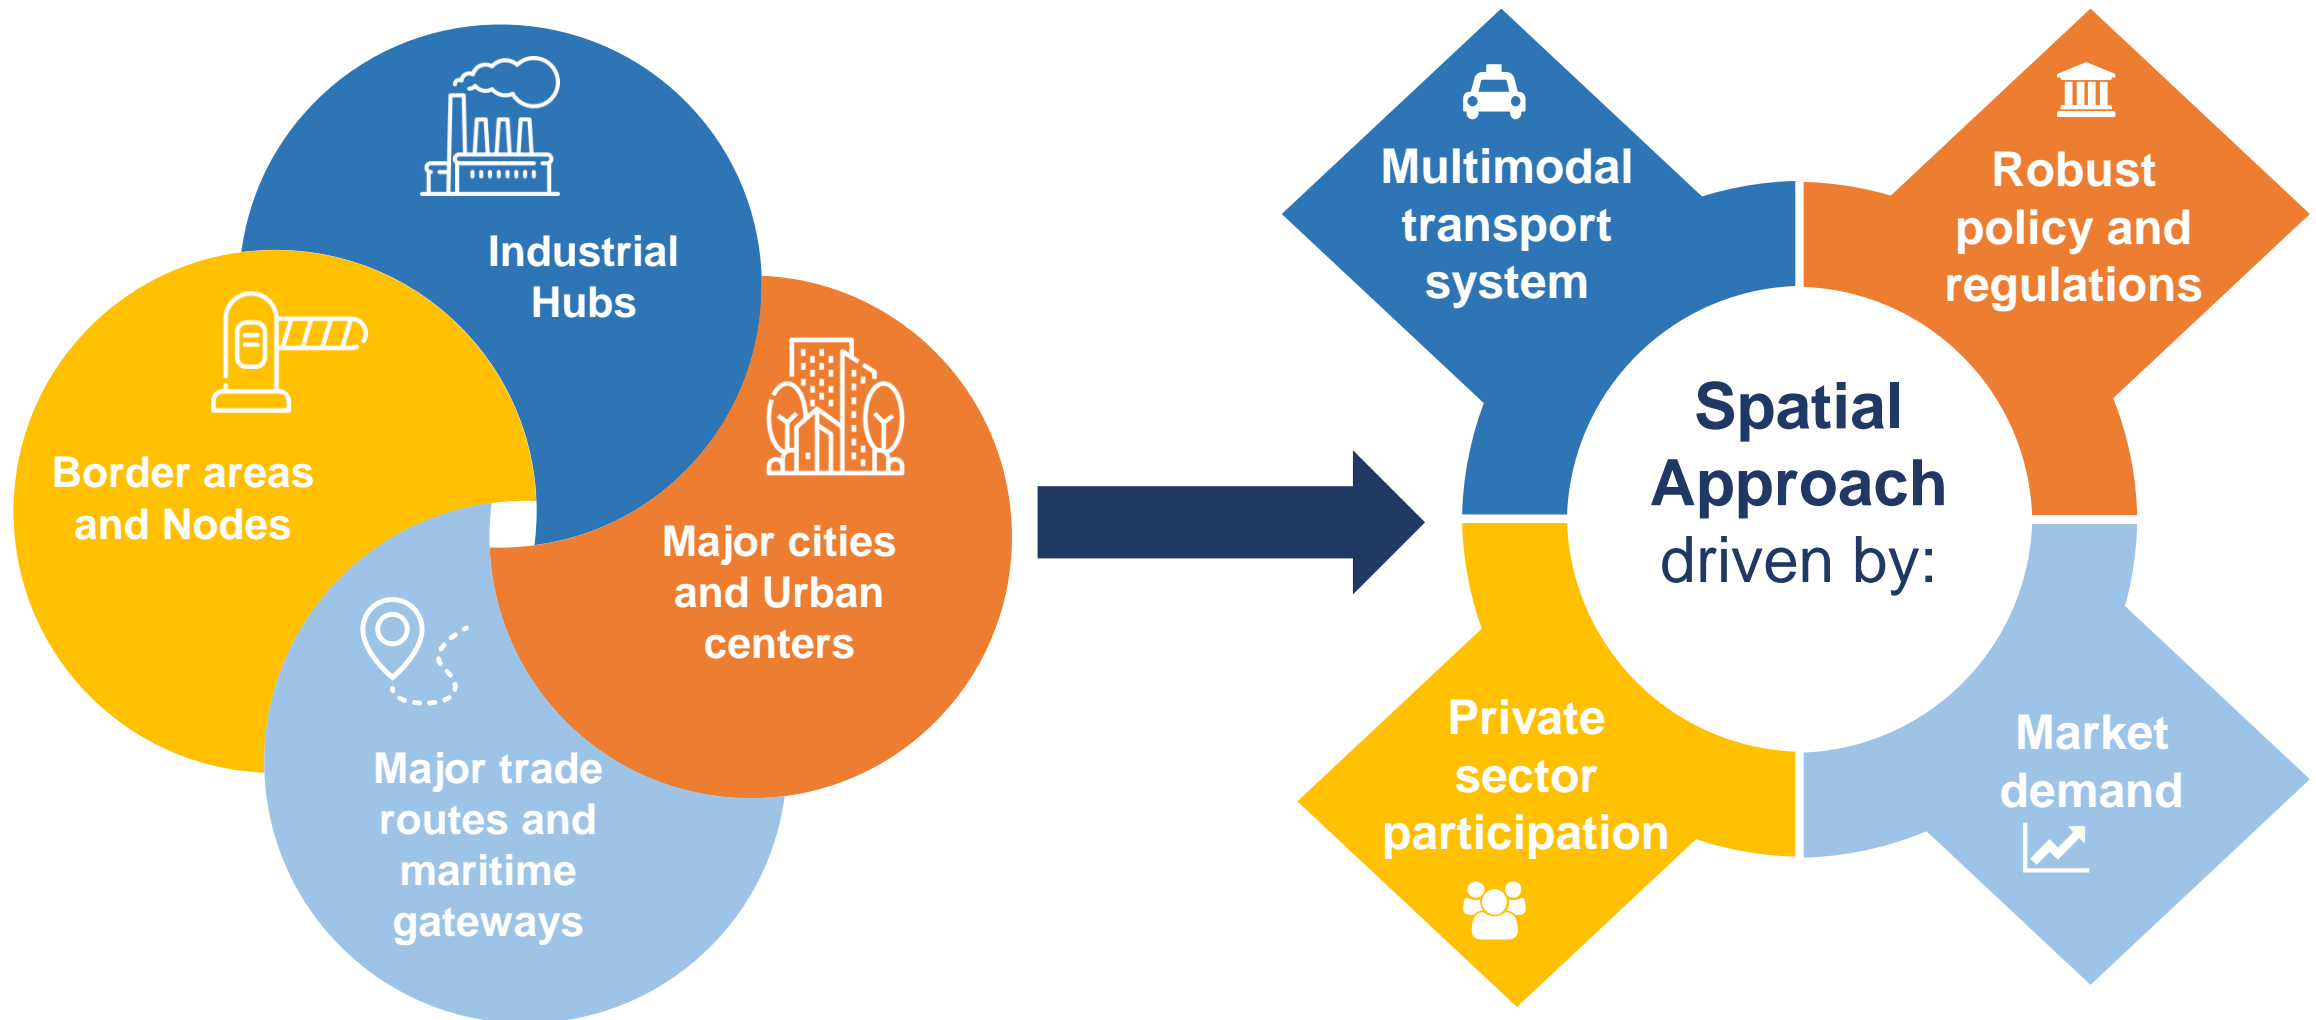 Industrial
Hubs
Border areas
and Nodes
Major cities
and Urban
centers
Major trade
routes and
maritime
gateways
Multimodal
transport
system
Robust
policy and
regulations
Spatial
Approach
driven by:
Private
sector
participation
Market
demand